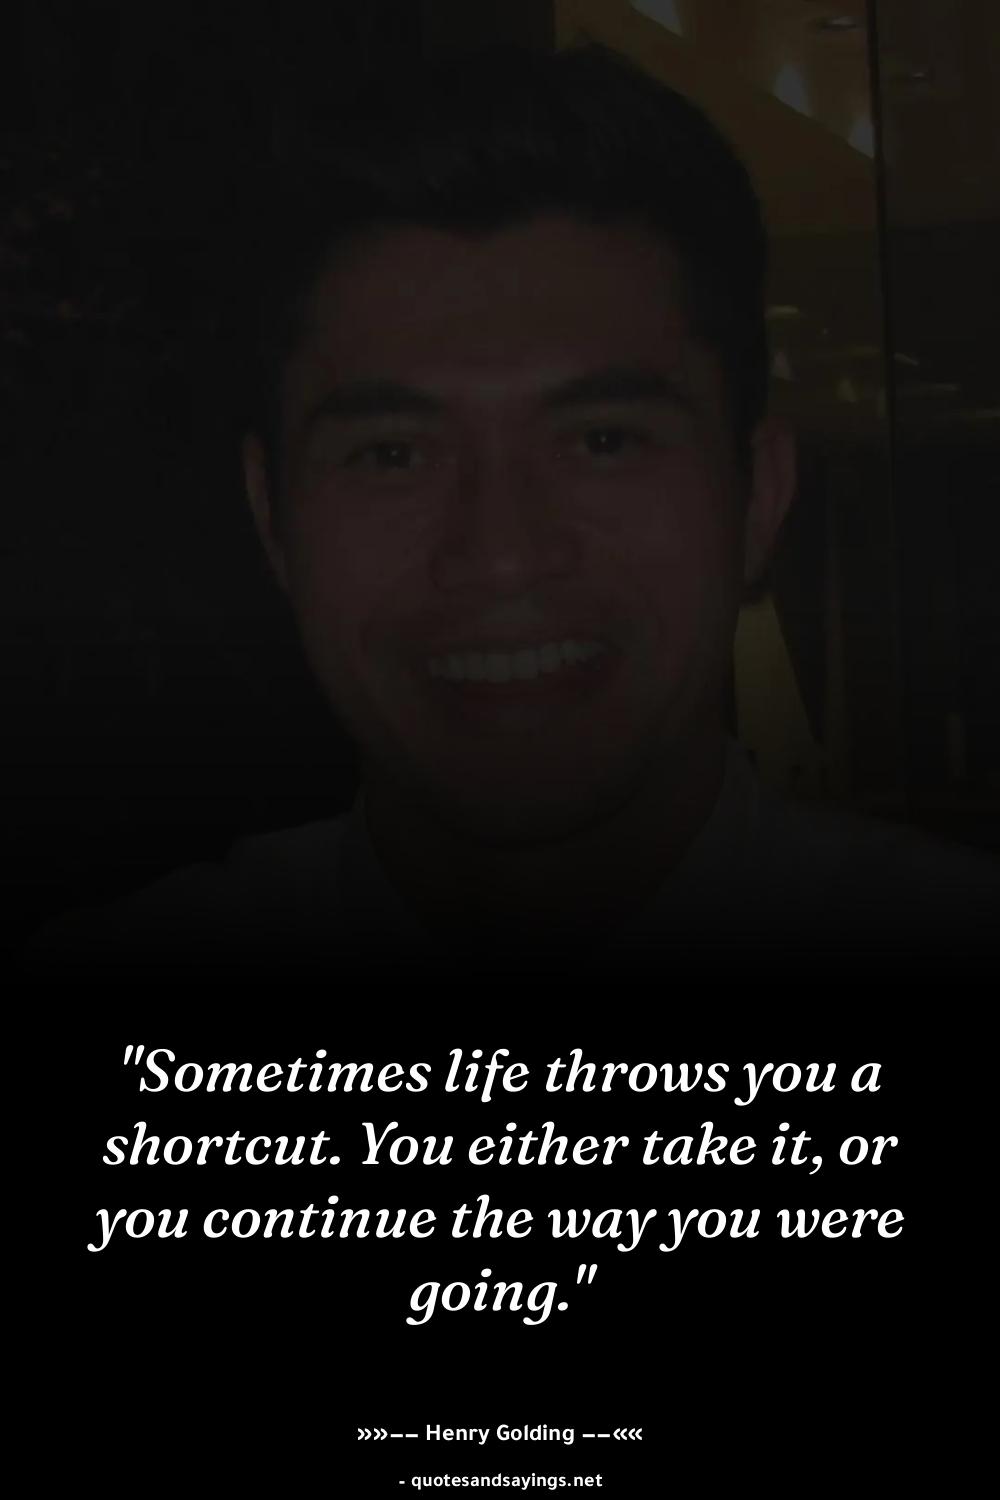 "Sometimes life throws you a
shortcut. You either take it, or
you continue the way you were
going."
»»−− Henry Golding −−««
- quotesandsayings.net